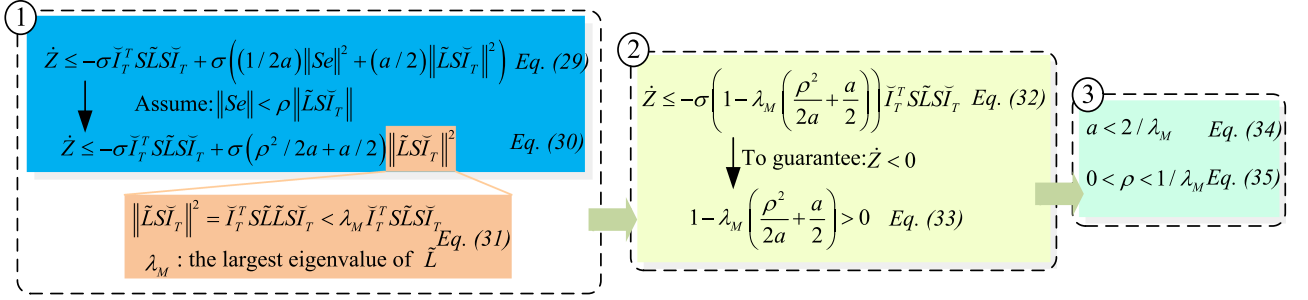 1
Ż ≤ −σĬ_T^T SL̃SĬ_T + σ((1/2a)‖Se‖² + (a/2)‖L̃SĬ_T‖²) Eq. (29)
Assume: ‖Se‖ < ρ‖L̃SĬ_T‖
Ż ≤ −σĬ_T^T SL̃SĬ_T + σ(ρ²/2a + a/2)‖L̃SĬ_T‖² Eq. (30)
‖L̃SĬ_T‖² = Ĭ_T^T SL̃L̃SĬ_T < λ_M Ĭ_T^T SL̃SĬ_T Eq. (31)
λ_M : the largest eigenvalue of L̃
2
Ż ≤ −σ(1 − λ_M(ρ²/2a + a/2))Ĭ_T^T SL̃SĬ_T Eq. (32)
To guarantee: Ż < 0
1 − λ_M(ρ²/2a + a/2) > 0 Eq. (33)
3
a < 2 / λ_M Eq. (34)
0 < ρ < 1 / λ_M Eq. (35)